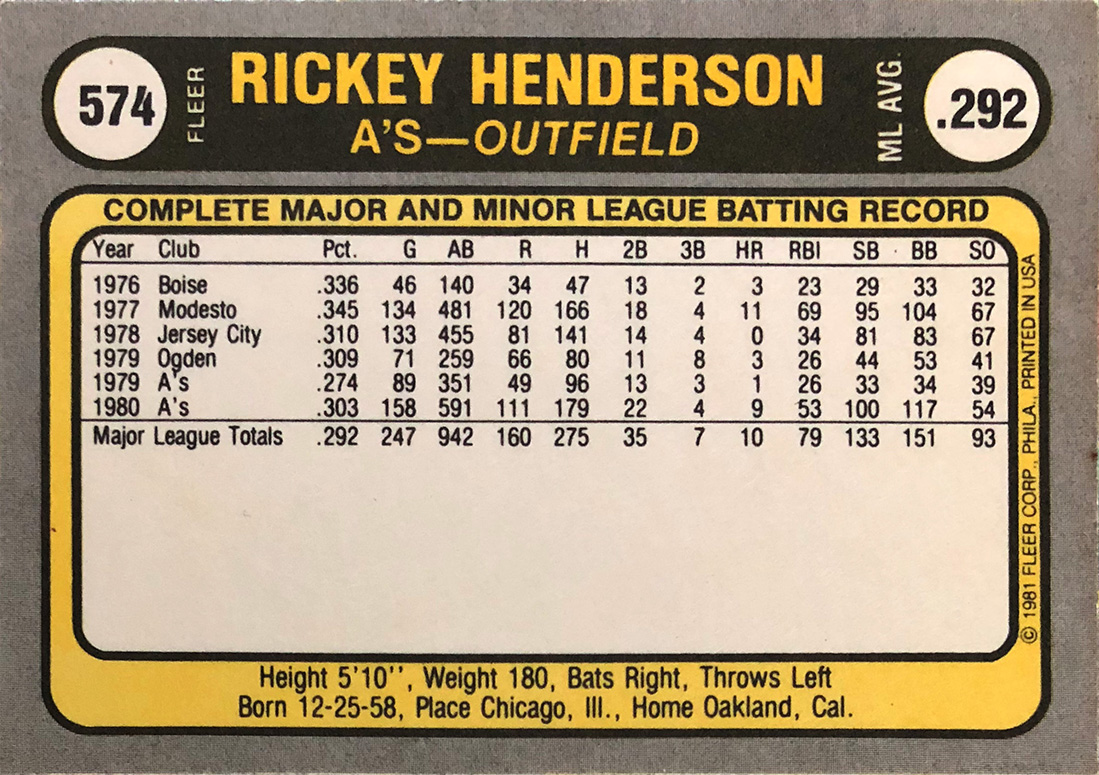 574 FLEER RICKEY HENDERSON ML AVG. .292
A'S—OUTFIELD
COMPLETE MAJOR AND MINOR LEAGUE BATTING RECORD
Year Club Pct. G AB R H 2B 3B HR RBI SB BB SO
1976 Boise .336 46 140 34 47 13 2 3 23 29 33 32
1977 Modesto .345 134 481 120 166 18 4 11 69 95 104 67
1978 Jersey City .310 133 455 81 141 14 4 0 34 81 83 67
1979 Ogden .309 71 259 66 80 11 8 3 26 44 53 41
1979 A's .274 89 351 49 96 13 3 1 26 33 34 39
1980 A's .303 158 591 111 179 22 4 9 53 100 117 54
Major League Totals .292 247 942 160 275 35 7 10 79 133 151 93
© 1981 FLEER CORP., PHILA., PRINTED IN USA
Height 5'10'', Weight 180, Bats Right, Throws Left
Born 12-25-58, Place Chicago, Ill., Home Oakland, Cal.